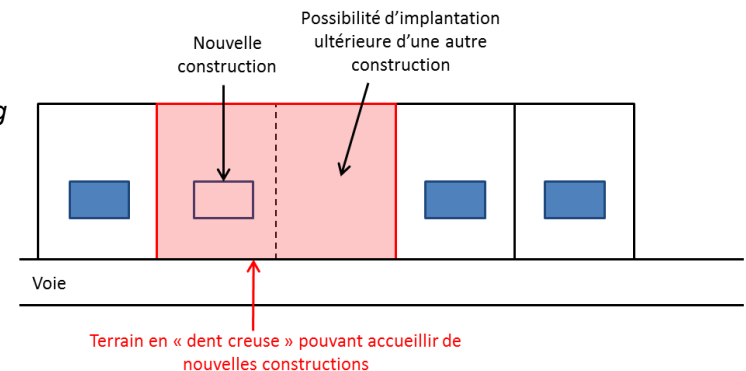 Possibilité d’implantation
ultérieure d’une autre
construction
Nouvelle
construction
g
Voie
Terrain en « dent creuse » pouvant accueillir de
nouvelles constructions